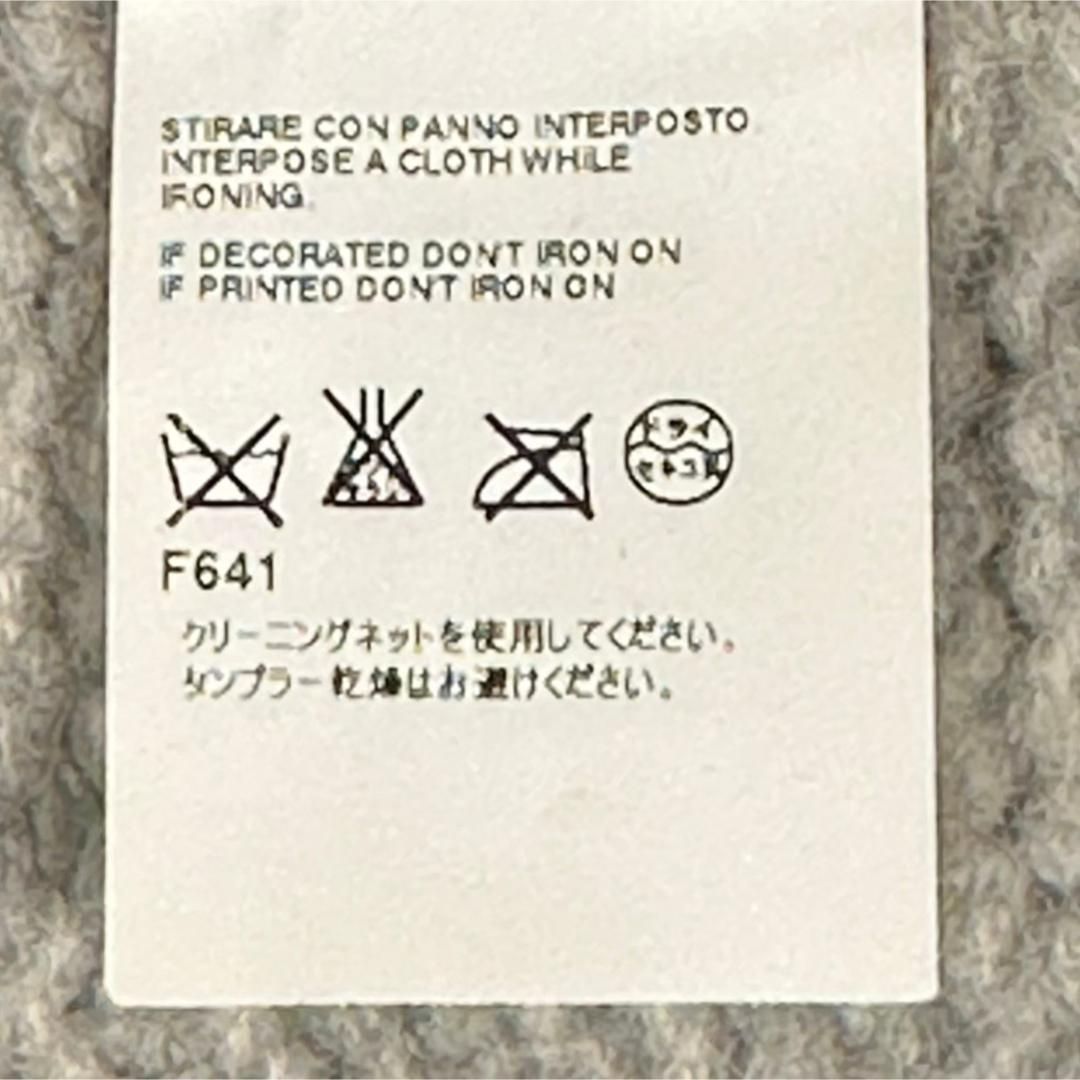 STIRARE CON PANNO INTERPOSTO
INTERPOSE A CLOTH WHILE
IRONING.
IF DECORATED DON'T IRON ON
IF PRINTED DON'T IRON ON
ドライ
セキユ系
F641
クリーニングネットを使用してください。
タンブラー乾燥はお避けください。